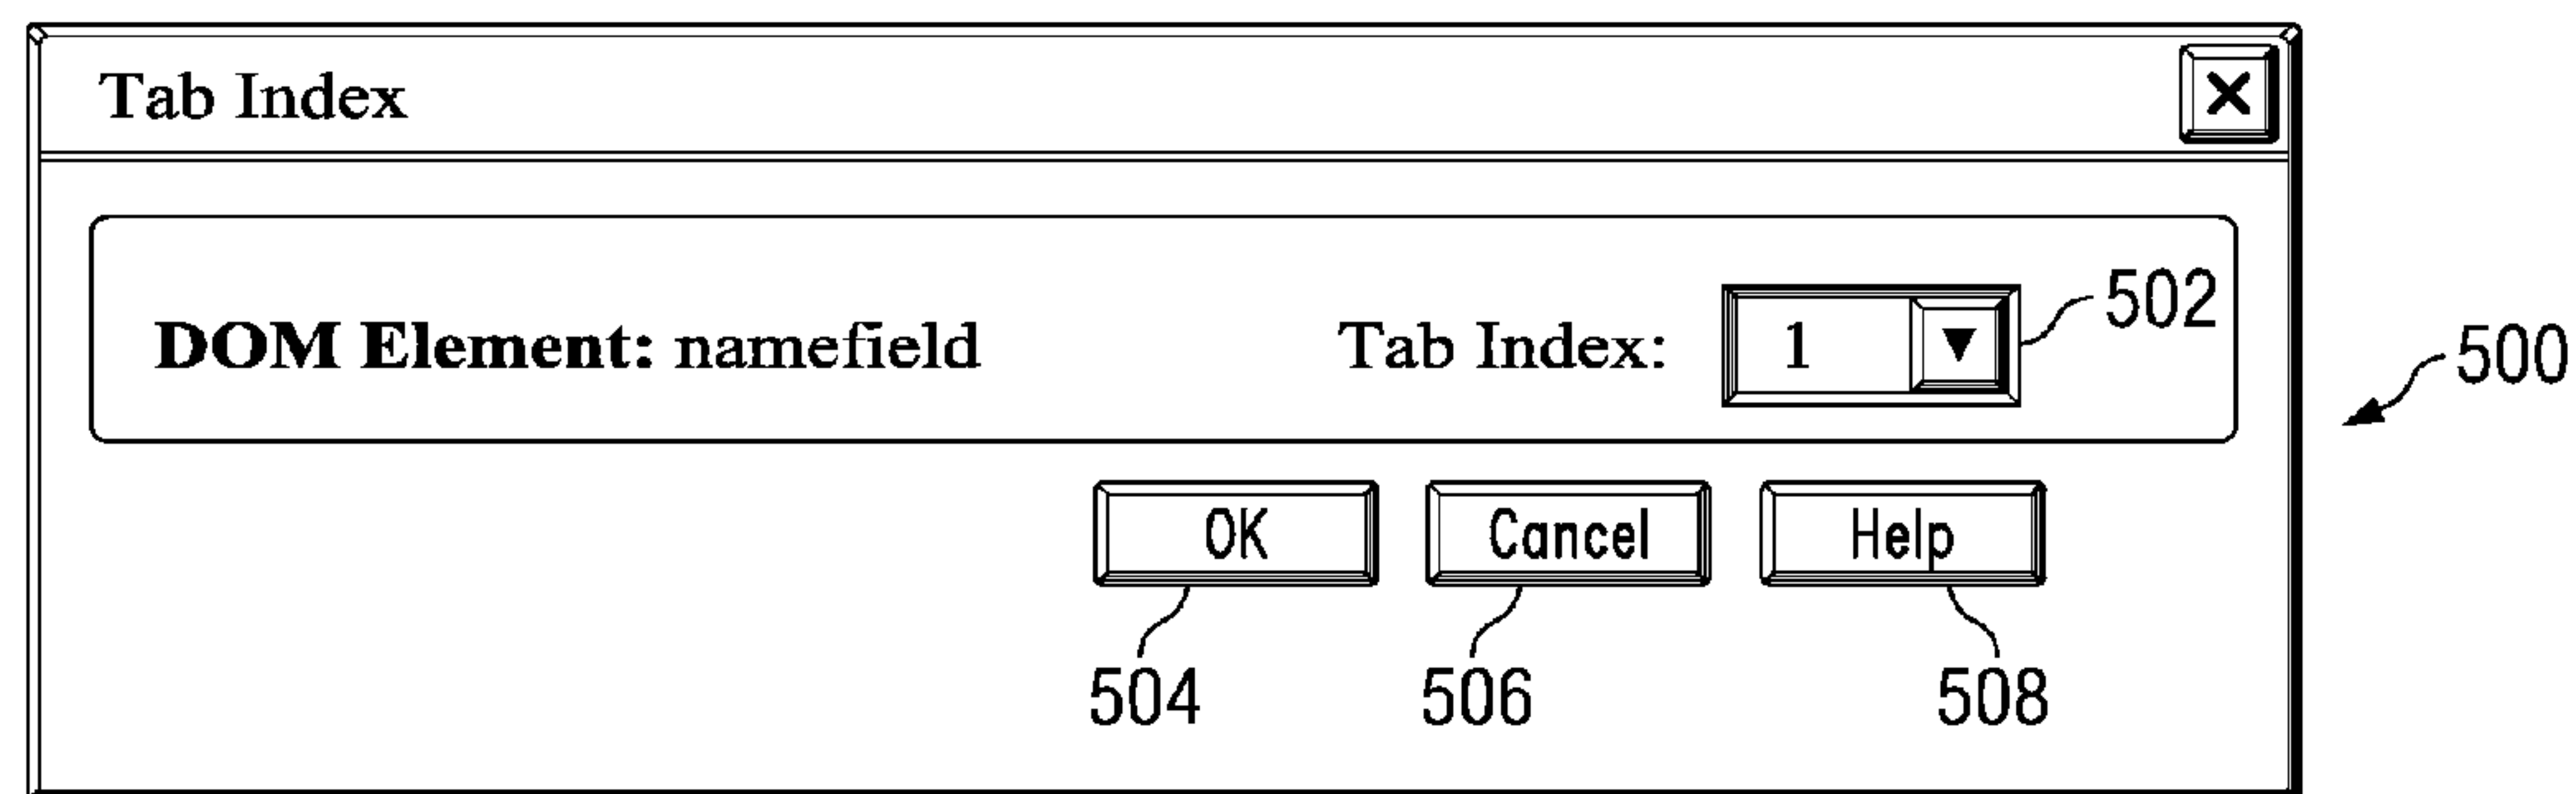 Tab Index
DOM Element: namefield Tab Index: 1 502
500
OK Cancel Help
504 506 508